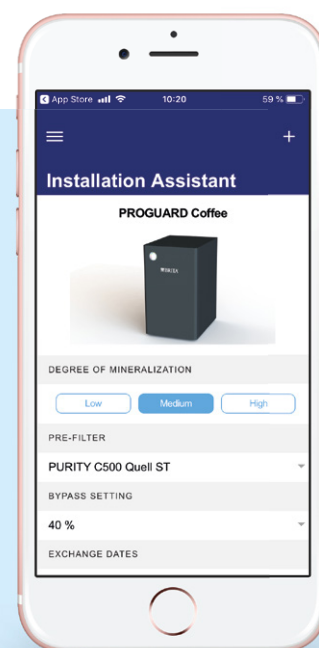 App Store 10:20 59 %
Installation Assistant
PROGUARD Coffee
BRITA
DEGREE OF MINERALIZATION
Low Medium High
PRE-FILTER
PURITY C500 Quell ST
BYPASS SETTING
40 %
EXCHANGE DATES